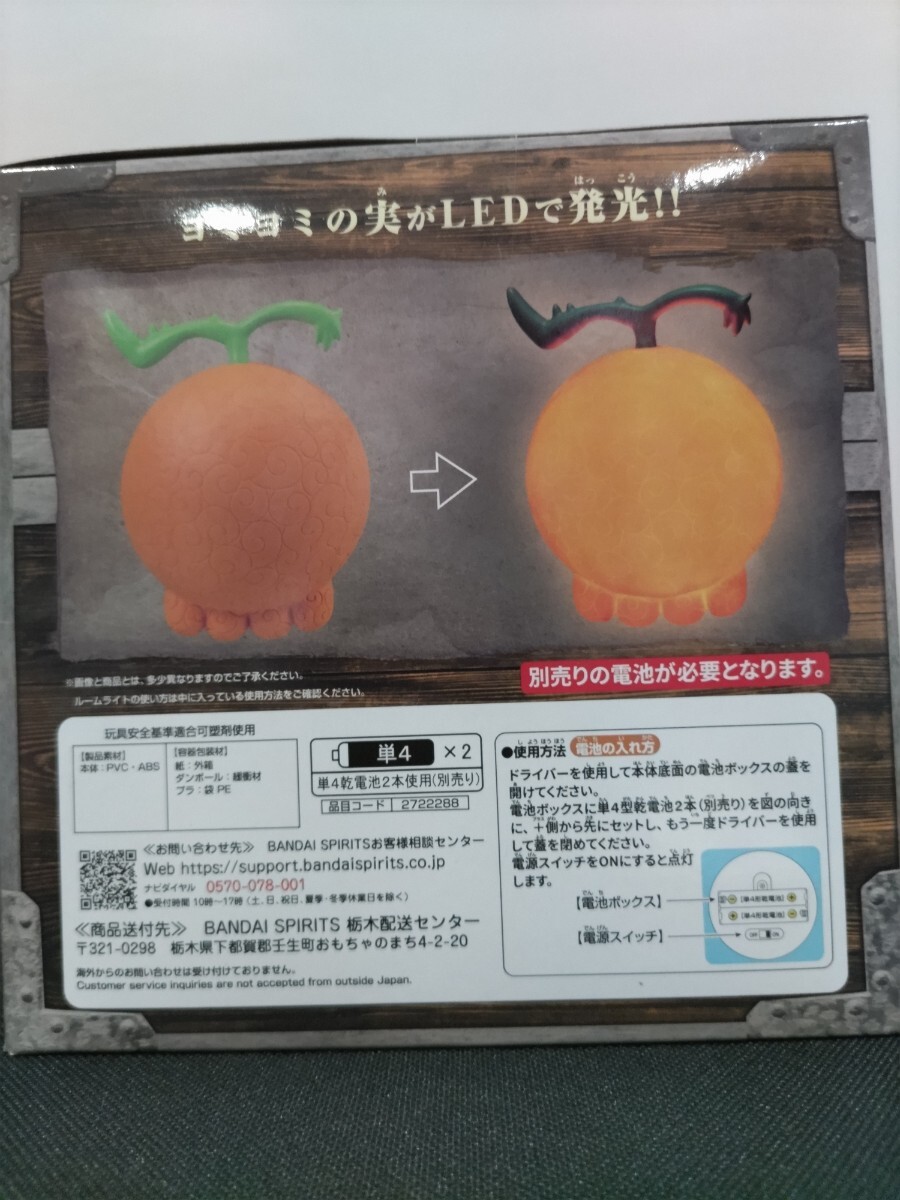 ヨミヨミの実がLEDで発光!!
※画像と商品とは、多少異なりますのでご了承ください。
ルームライトの使い方は中に入っている使用方法をご確認ください。
別売りの電池が必要となります。
玩具安全基準適合可塑剤使用
【製品素材】
本体：PVC・ABS
【容器包装材】
紙：外箱
ダンボール：緩衝材
プラ：袋 PE
単4 ×2
単4乾電池2本使用(別売り)
品目コード 2722288
≪お問い合わせ先≫ BANDAI SPIRITSお客様相談センター
Web https://support.bandaispirits.co.jp
ナビダイヤル 0570-078-001
●受付時間 10時〜17時（土、日、祝日、夏季・冬季休業日を除く）
≪商品送付先≫ BANDAI SPIRITS 栃木配送センター
〒321-0298 栃木県下都賀郡壬生町おもちゃのまち4-2-20
海外からのお問い合わせは受け付けておりません。
Customer service inquiries are not accepted from outside Japan.
●使用方法 電池の入れ方
ドライバーを使用して本体底面の電池ボックスの蓋を
開けてください。
電池ボックスに単4型乾電池2本(別売り)を図の向き
に、＋側から先にセットし、もう一度ドライバーを使用
して蓋を閉めてください。
電源スイッチをONにすると点灯
します。
【電池ボックス】
【電源スイッチ】
(単4形乾電池)
(単4形乾電池)
OFF ON